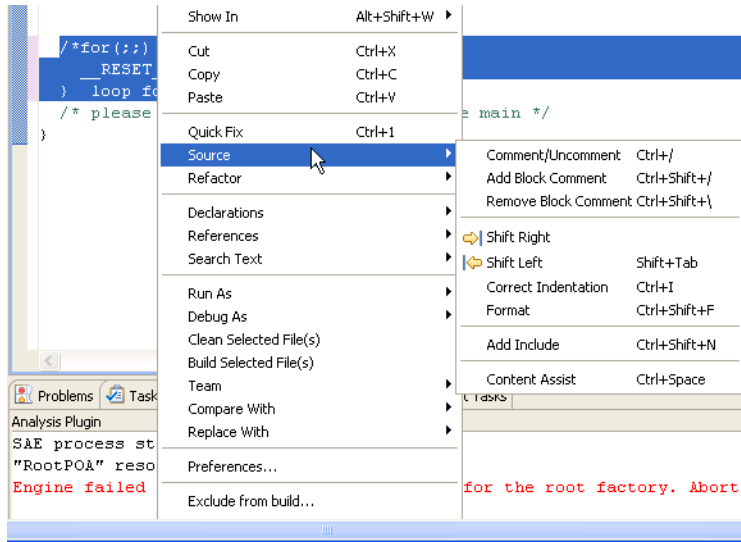 Show In Alt+Shift+W
/*for(;;)
Cut Ctrl+X
__RESET_
Copy Ctrl+C
} loop fo
Paste Ctrl+V
/* please e main */
}
Quick Fix Ctrl+1
Source
Refactor
Comment/Uncomment Ctrl+/
Add Block Comment Ctrl+Shift+/
Remove Block Comment Ctrl+Shift+\
Shift Right
Shift Left Shift+Tab
Correct Indentation Ctrl+I
Format Ctrl+Shift+F
Add Include Ctrl+Shift+N
Content Assist Ctrl+Space
Declarations
References
Search Text
Run As
Debug As
Clean Selected File(s)
Build Selected File(s)
Team
Compare With
Replace With
Preferences...
Exclude from build...
Problems Task t Tasks
Analysis Plugin
SAE process st
"RootPOA" reso
Engine failed for the root factory. Abort